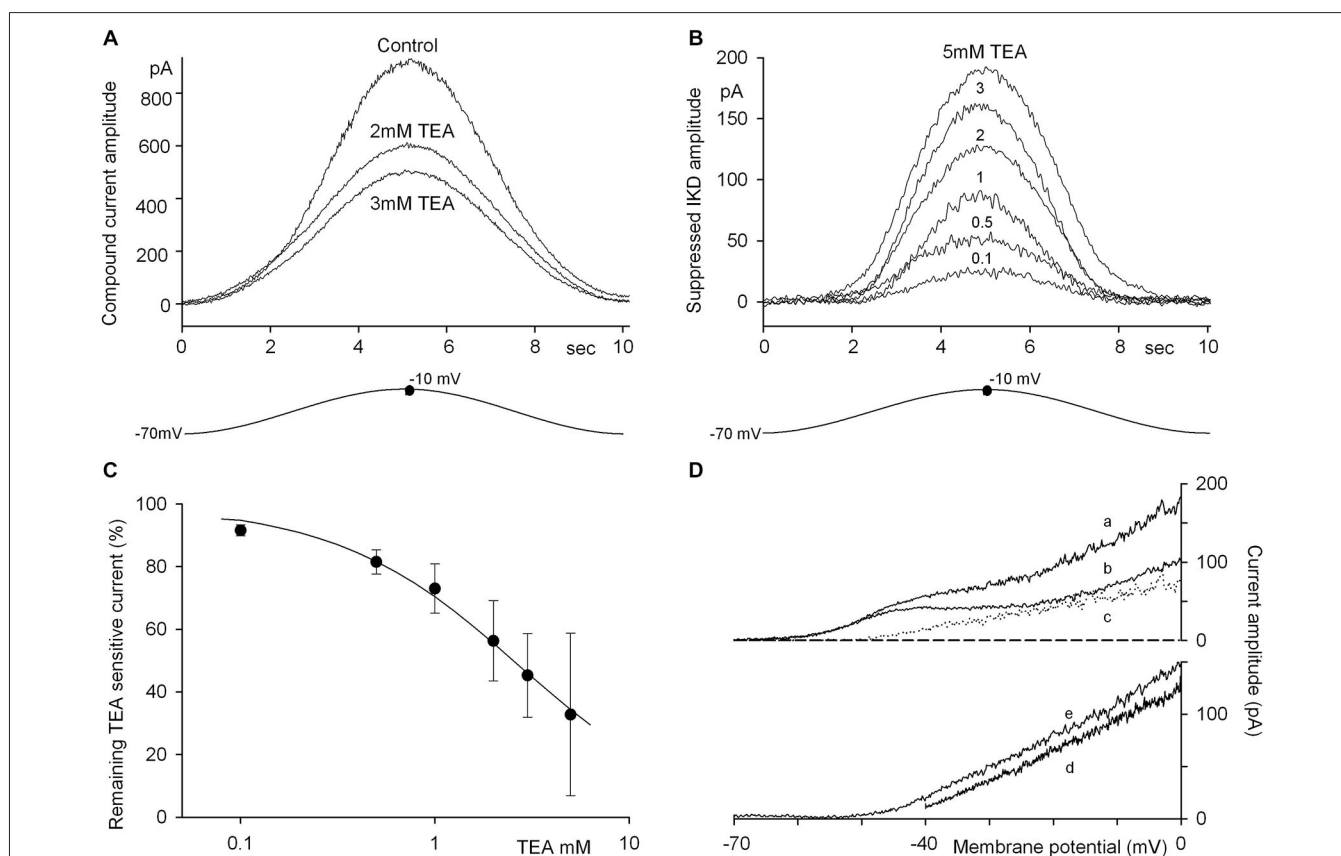 A
Control
pA
800
600
400
200
0
2mM TEA
3mM TEA
Compound current amplitude
0 2 4 6 8 sec 10
-10 mV
-70mV
B
5mM TEA
200
pA
150
100
50
0
3
2
1
0.5
0.1
Suppressed IKD amplitude
0 2 4 6 8 sec 10
-10 mV
-70 mV
C
100
80
60
40
20
0
Remaining TEA sensitive current (%)
0.1 1 TEA mM 10
D
200
100
0
a
b
c
e
d
100
0
Current amplitude (pA)
-70 -40 Membrane potential (mV) 0